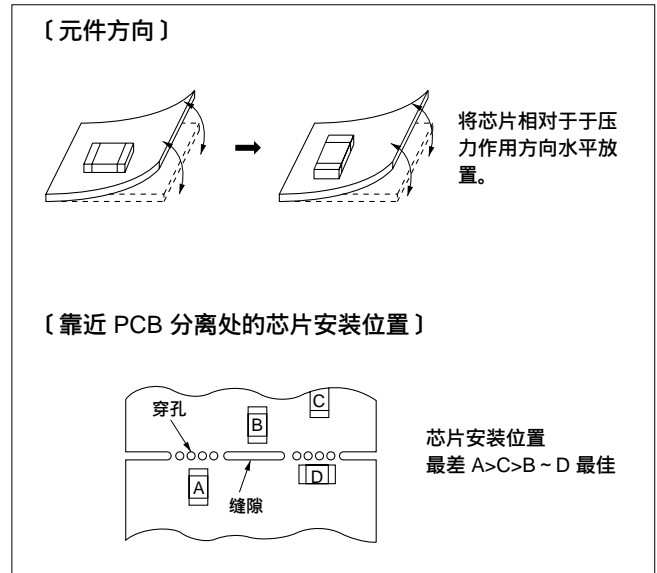 〔元件方向〕
将芯片相对于于压
力作用方向水平放
置。
〔靠近 PCB 分离处的芯片安装位置〕
穿孔
C
B
A
D
缝隙
芯片安装位置
最差 A>C>B ~ D 最佳